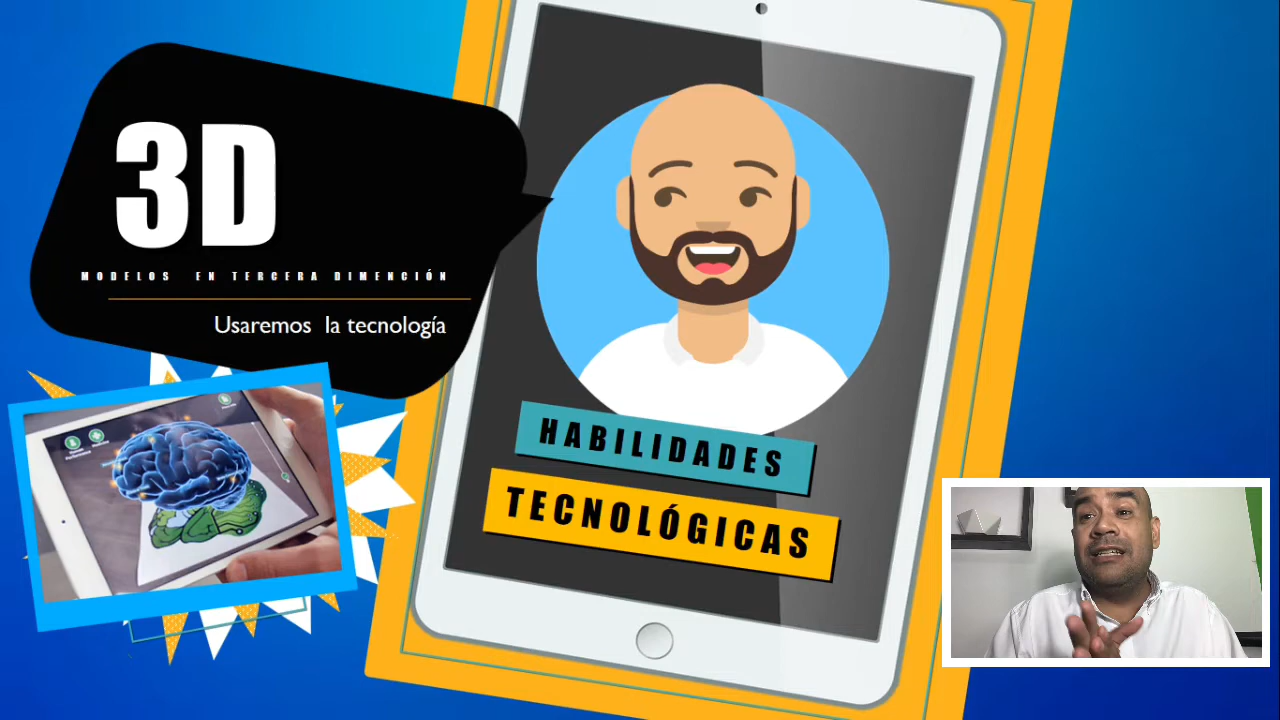 3D
MODELOS EN TERCERA DIMENCIÓN
Usaremos la tecnología
HABILIDADES
TECNOLÓGICAS